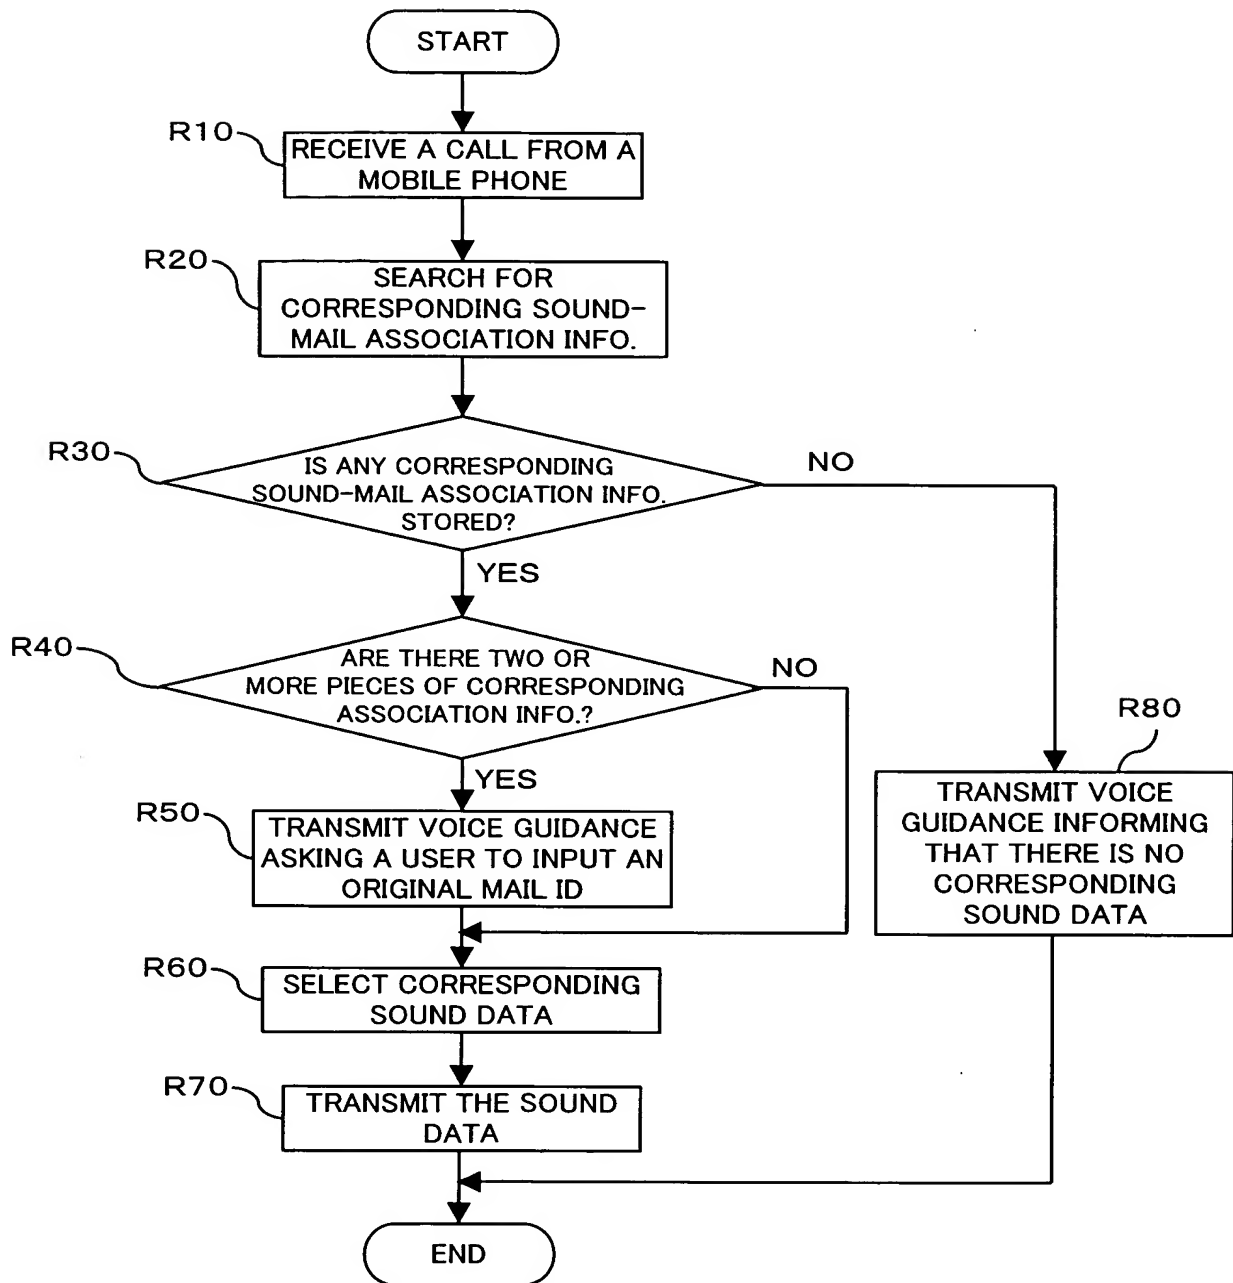 START
R10
RECEIVE A CALL FROM A
MOBILE PHONE
R20
SEARCH FOR
CORRESPONDING SOUND-
MAIL ASSOCIATION INFO.
R30
IS ANY CORRESPONDING
SOUND-MAIL ASSOCIATION INFO.
STORED?
NO
YES
R40
ARE THERE TWO OR
MORE PIECES OF CORRESPONDING
ASSOCIATION INFO.?
NO
YES
R80
TRANSMIT VOICE
GUIDANCE INFORMING
THAT THERE IS NO
CORRESPONDING
SOUND DATA
R50
TRANSMIT VOICE GUIDANCE
ASKING A USER TO INPUT AN
ORIGINAL MAIL ID
R60
SELECT CORRESPONDING
SOUND DATA
R70
TRANSMIT THE SOUND
DATA
END